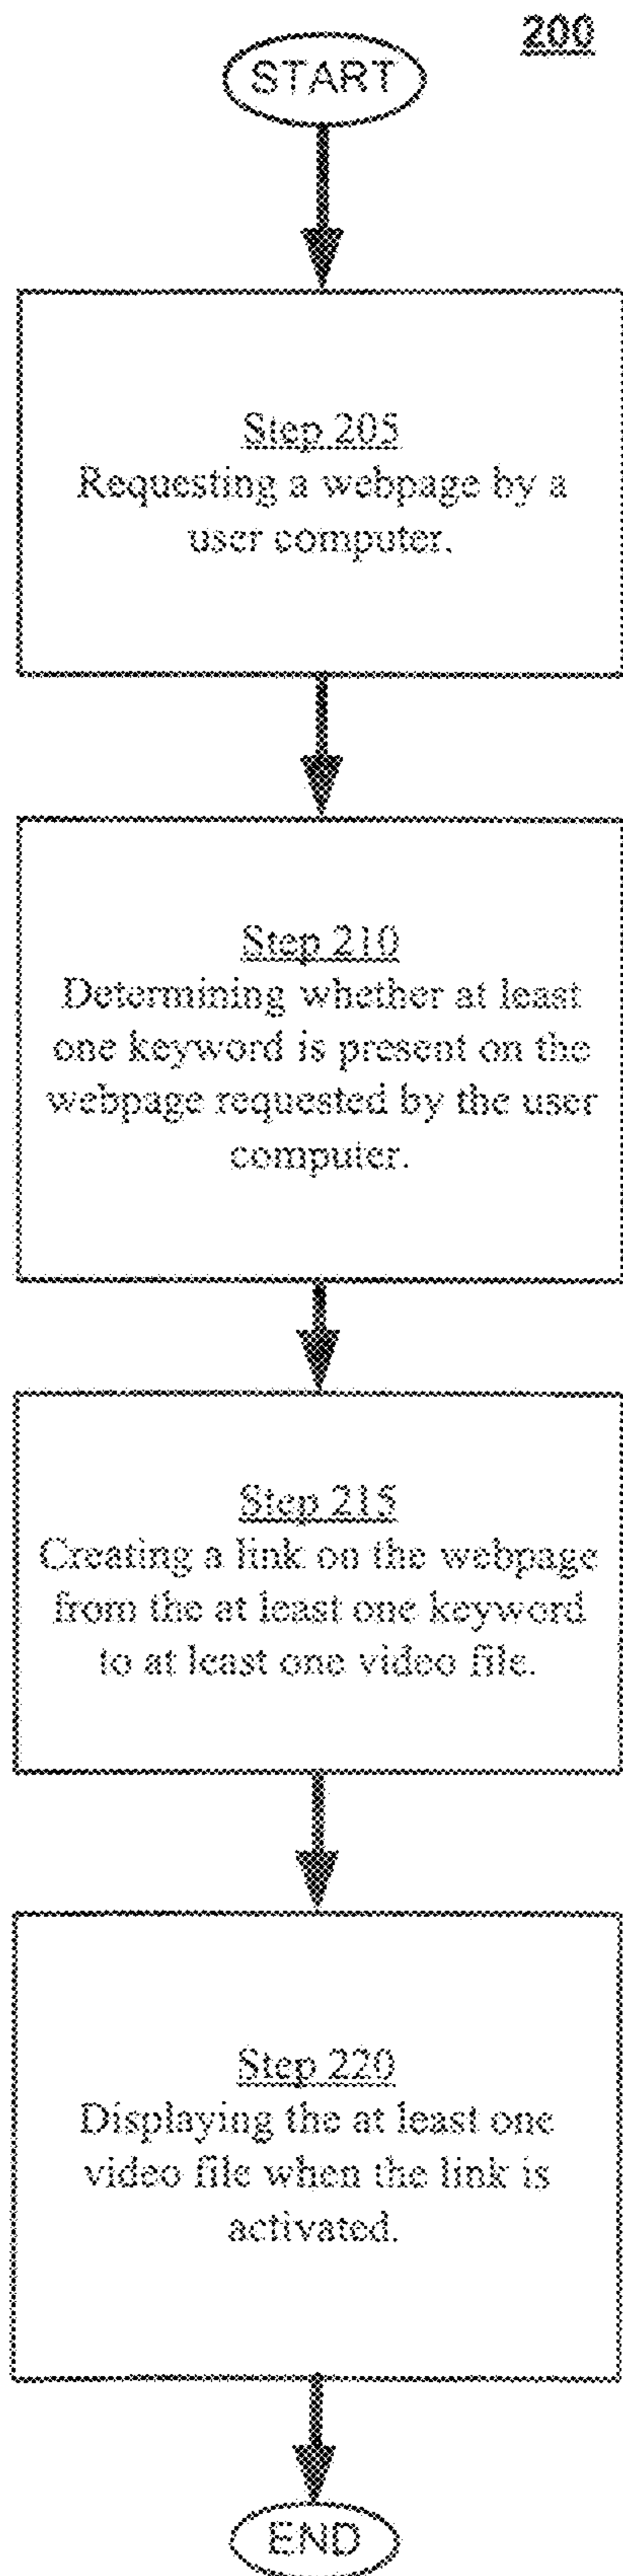 200
START
Step 205
Requesting a webpage by a
user computer.
Step 210
Determining whether at least
one keyword is present on the
webpage requested by the user
computer.
Step 215
Creating a link on the webpage
from the at least one keyword
to at least one video file.
Step 220
Displaying the at least one
video file when the link is
activated.
END